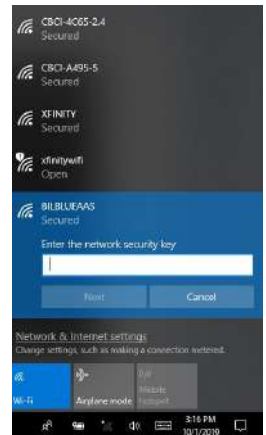 CBCI-4C65-2.4
Secured
CBCI-A495-5
Secured
XFINITY
Secured
xfinitywifi
Open
BILBLUEAAS
Secured
Enter the network security key
Next
Cancel
Network & Internet settings
Change settings, such as making a connection metered.
Wi-Fi
Airplane mode
Mobile
hotspot
3:16 PM
10/1/2019